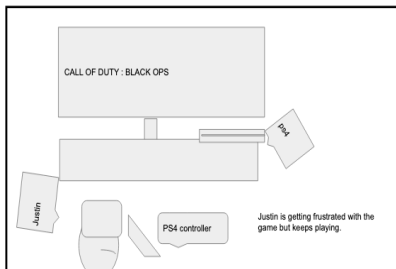 CALL OF DUTY : BLACK OPS
ps4
Justin
PS4 controller
Justin is getting frustrated with the
game but keeps playing.